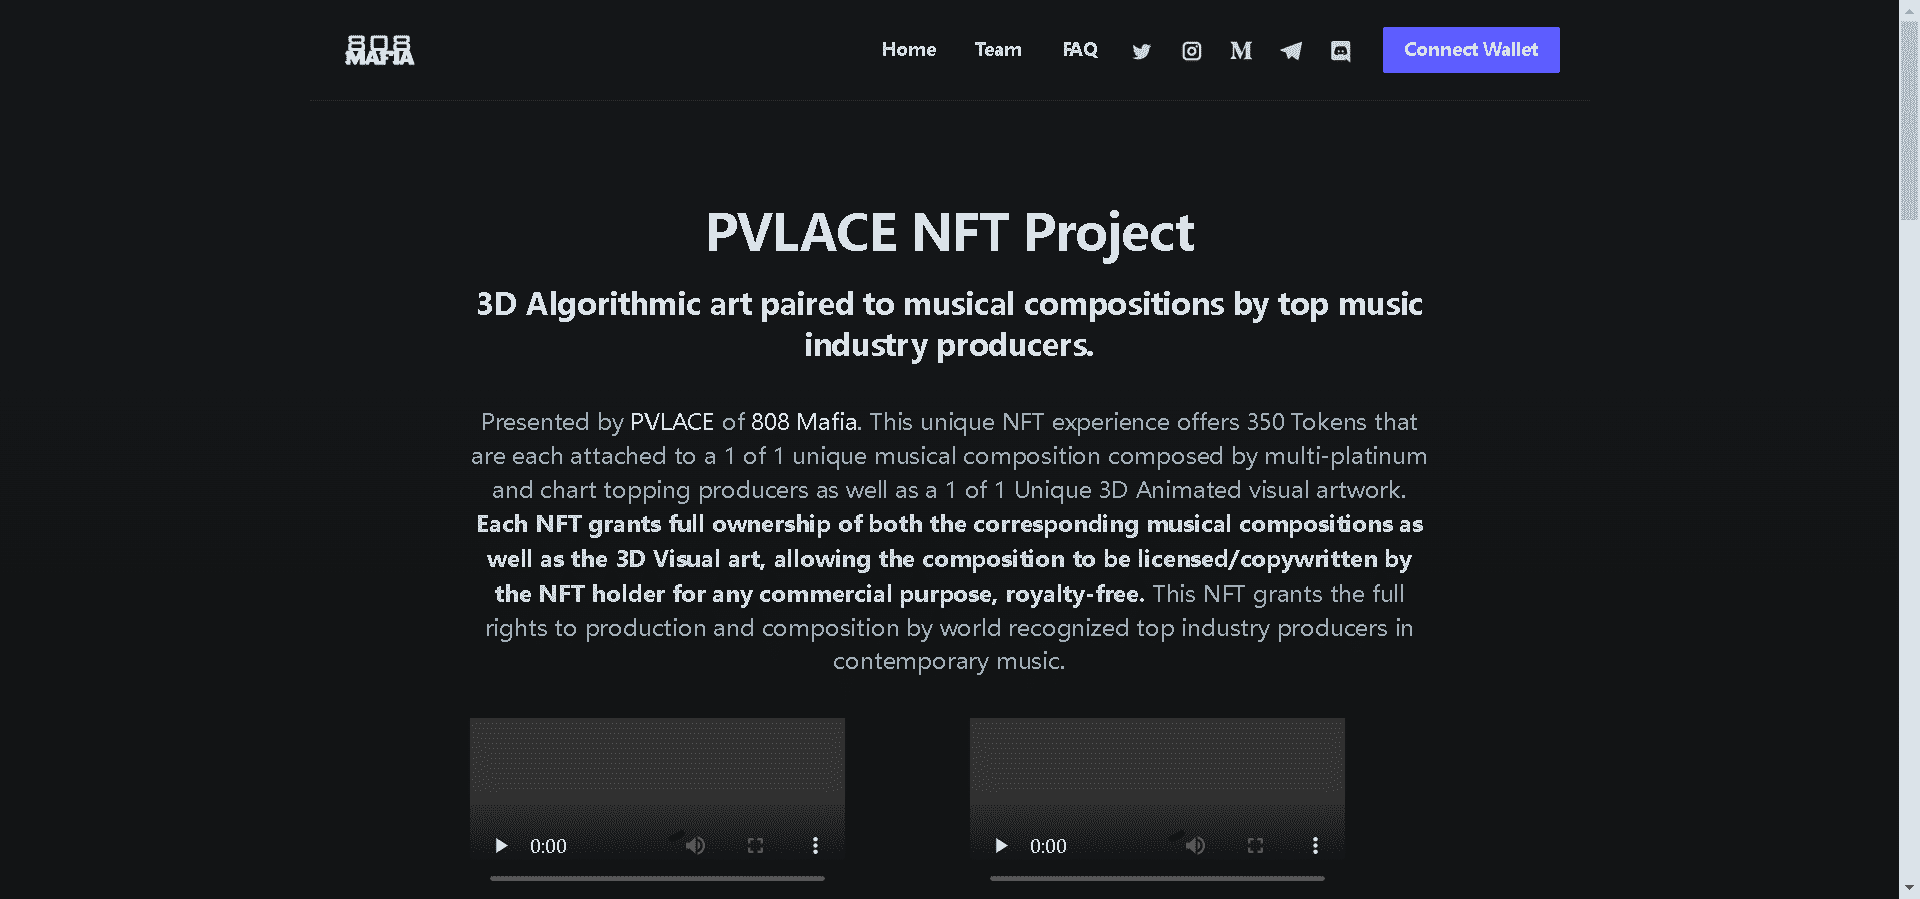 808
MAFIA
Home Team FAQ Connect Wallet
PVLACE NFT Project
3D Algorithmic art paired to musical compositions by top music
industry producers.
Presented by PVLACE of 808 Mafia. This unique NFT experience offers 350 Tokens that
are each attached to a 1 of 1 unique musical composition composed by multi-platinum
and chart topping producers as well as a 1 of 1 Unique 3D Animated visual artwork.
Each NFT grants full ownership of both the corresponding musical compositions as
well as the 3D Visual art, allowing the composition to be licensed/copywritten by
the NFT holder for any commercial purpose, royalty-free. This NFT grants the full
rights to production and composition by world recognized top industry producers in
contemporary music.
0:00 0:00